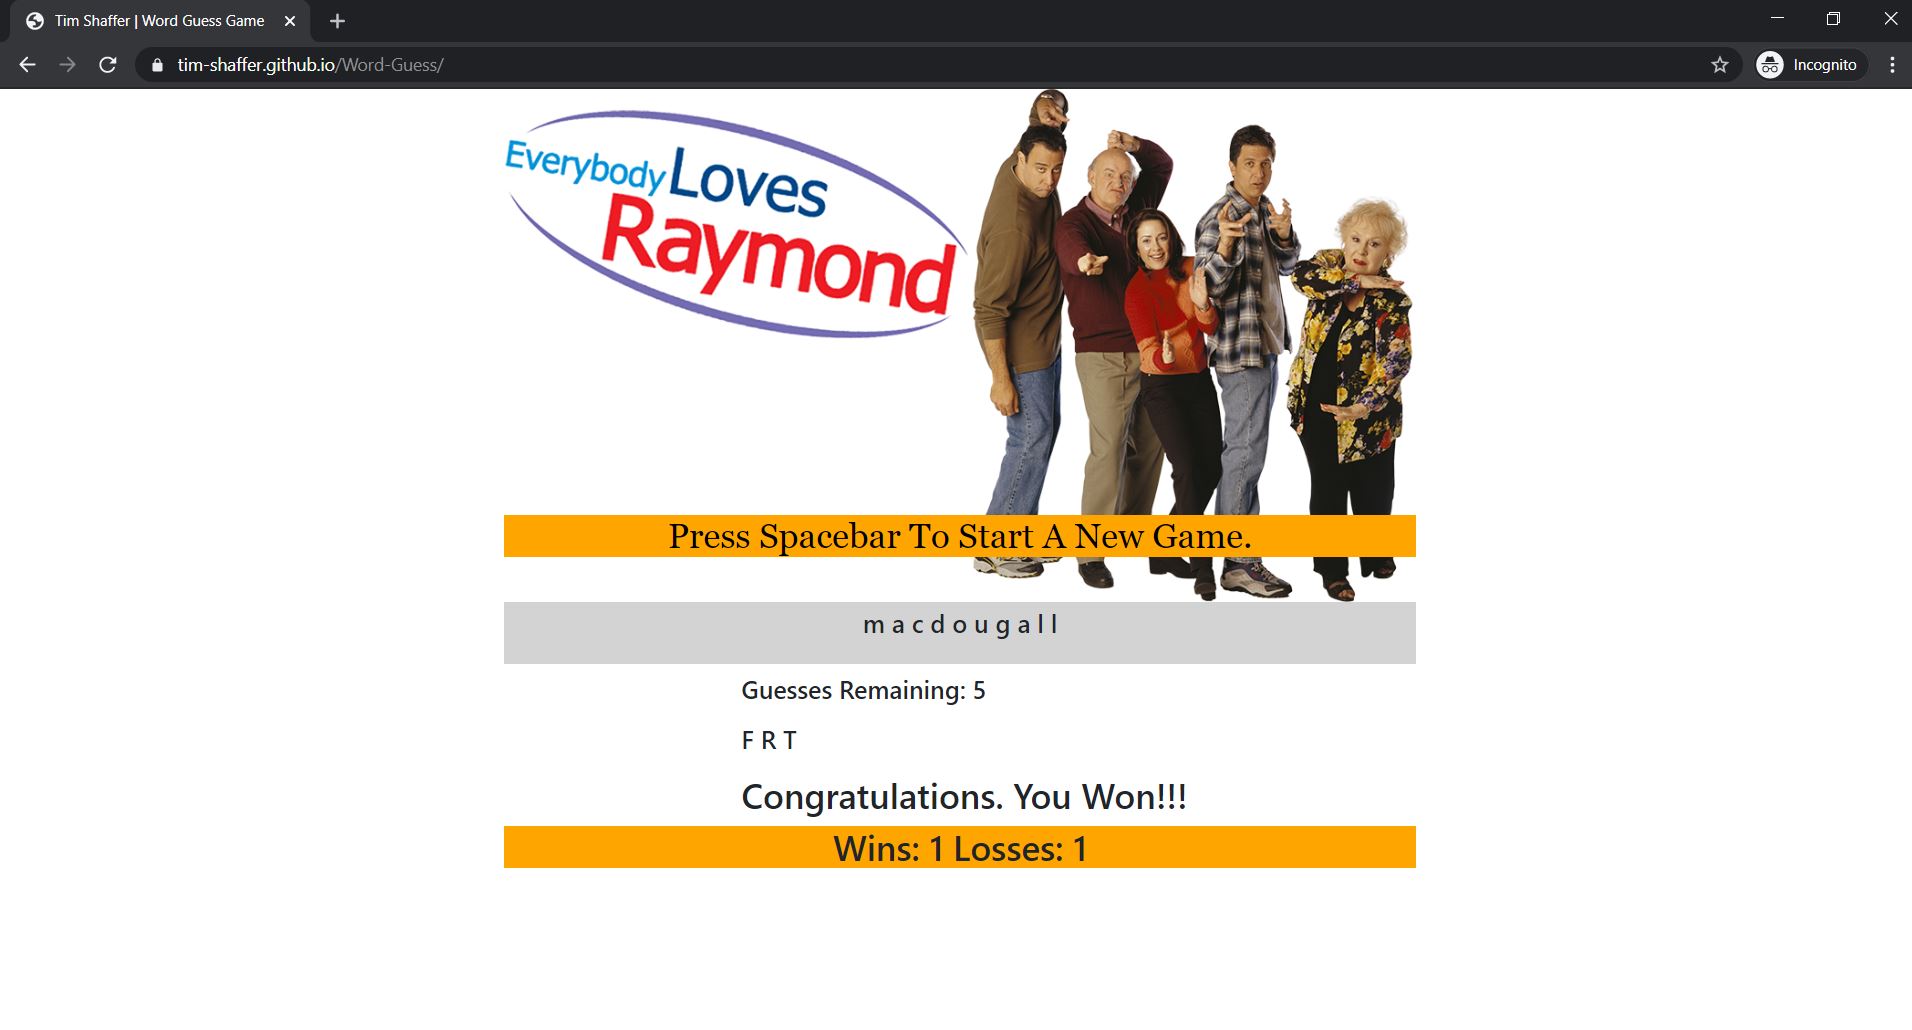 Tim Shaffer | Word Guess Game
tim-shaffer.github.io/Word-Guess/
Incognito
Everybody Loves
Raymond
Press Spacebar To Start A New Game.
m a c d o u g a l l
Guesses Remaining: 5
F R T
Congratulations. You Won!!!
Wins: 1 Losses: 1